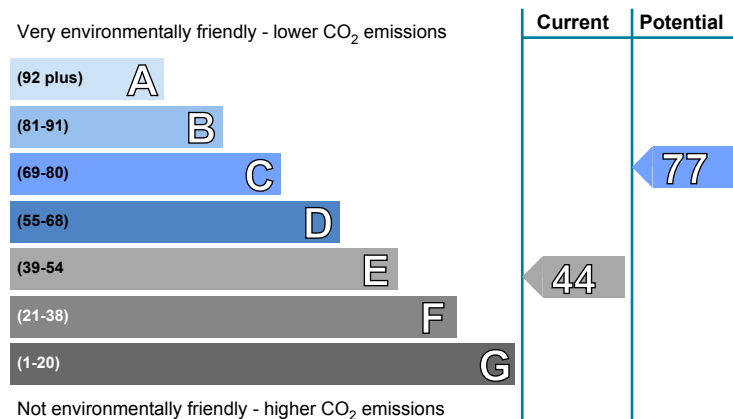 Very environmentally friendly - lower CO₂ emissions
Current
Potential
(92 plus) A
(81-91) B
(69-80) C
77
(55-68) D
(39-54 E
44
(21-38) F
(1-20) G
Not environmentally friendly - higher CO₂ emissions